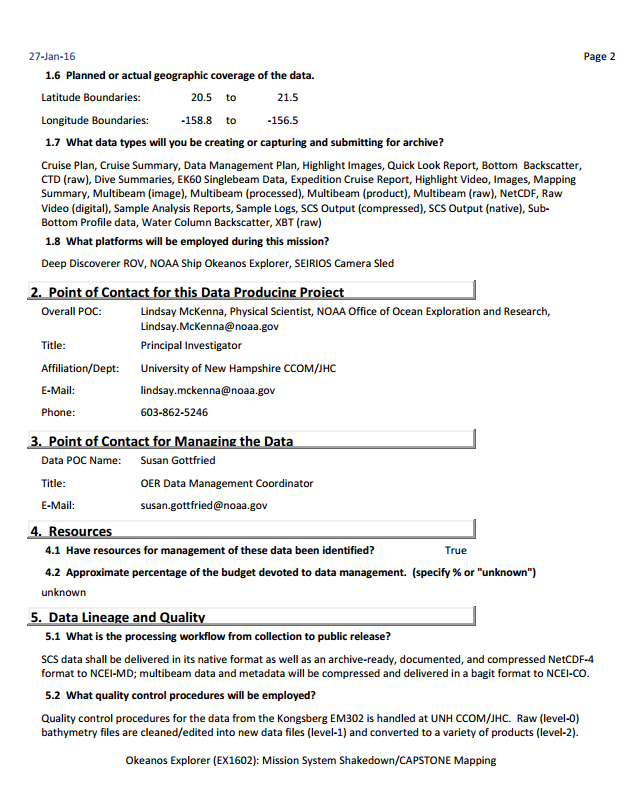 27-Jan-16 Page 2
1.6 Planned or actual geographic coverage of the data.
Latitude Boundaries: 20.5 to 21.5
Longitude Boundaries: -158.8 to -156.5
1.7 What data types will you be creating or capturing and submitting for archive?
Cruise Plan, Cruise Summary, Data Management Plan, Highlight Images, Quick Look Report, Bottom Backscatter,
CTD (raw), Dive Summaries, EK60 Singlebeam Data, Expedition Cruise Report, Highlight Video, Images, Mapping
Summary, Multibeam (image), Multibeam (processed), Multibeam (product), Multibeam (raw), NetCDF, Raw
Video (digital), Sample Analysis Reports, Sample Logs, SCS Output (compressed), SCS Output (native), Sub-
Bottom Profile data, Water Column Backscatter, XBT (raw)
1.8 What platforms will be employed during this mission?
Deep Discoverer ROV, NOAA Ship Okeanos Explorer, SEIRIOS Camera Sled
2. Point of Contact for this Data Producing Project
Overall POC: Lindsay McKenna, Physical Scientist, NOAA Office of Ocean Exploration and Research,
Lindsay.McKenna@noaa.gov
Title: Principal Investigator
Affiliation/Dept: University of New Hampshire CCOM/JHC
E-Mail: lindsay.mckenna@noaa.gov
Phone: 603-862-5246
3. Point of Contact for Managing the Data
Data POC Name: Susan Gottfried
Title: OER Data Management Coordinator
E-Mail: susan.gottfried@noaa.gov
4. Resources
4.1 Have resources for management of these data been identified? True
4.2 Approximate percentage of the budget devoted to data management. (specify % or "unknown")
unknown
5. Data Lineage and Quality
5.1 What is the processing workflow from collection to public release?
SCS data shall be delivered in its native format as well as an archive-ready, documented, and compressed NetCDF-4
format to NCEI-MD; multibeam data and metadata will be compressed and delivered in a bagit format to NCEI-CO.
5.2 What quality control procedures will be employed?
Quality control procedures for the data from the Kongsberg EM302 is handled at UNH CCOM/JHC. Raw (level-0)
bathymetry files are cleaned/edited into new data files (level-1) and converted to a variety of products (level-2).
Okeanos Explorer (EX1602): Mission System Shakedown/CAPSTONE Mapping